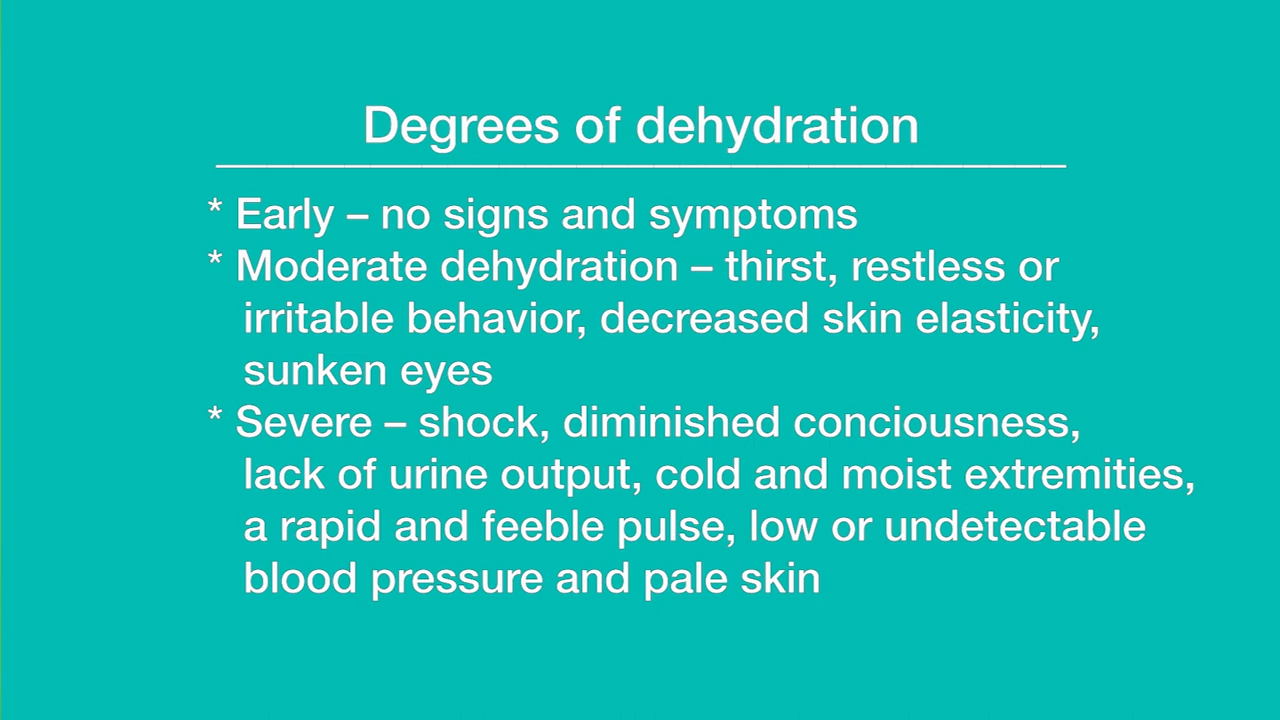 Degrees of dehydration
* Early – no signs and symptoms
* Moderate dehydration – thirst, restless or
irritable behavior, decreased skin elasticity,
sunken eyes
* Severe – shock, diminished conciousness,
lack of urine output, cold and moist extremities,
a rapid and feeble pulse, low or undetectable
blood pressure and pale skin